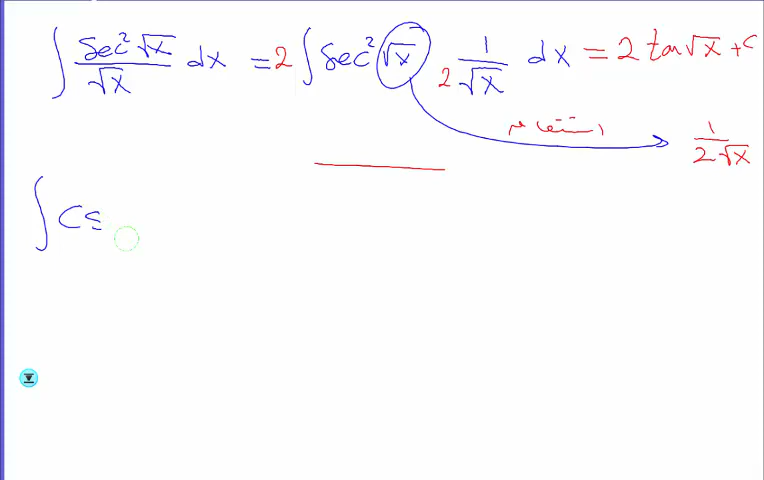 ∫ sec² √x / √x dx = 2 ∫ sec² √x 1 / 2√x dx = 2 tan √x + c
1 / 2√x
∫ Cs